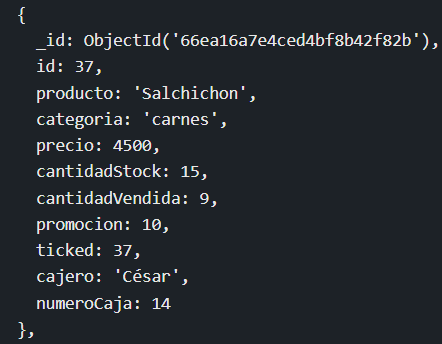 {
_id: ObjectId('66ea16a7e4ced4bf8b42f82b'),
id: 37,
producto: 'Salchichon',
categoria: 'carnes',
precio: 4500,
cantidadStock: 15,
cantidadVendida: 9,
promocion: 10,
ticked: 37,
cajero: 'César',
numeroCaja: 14
},